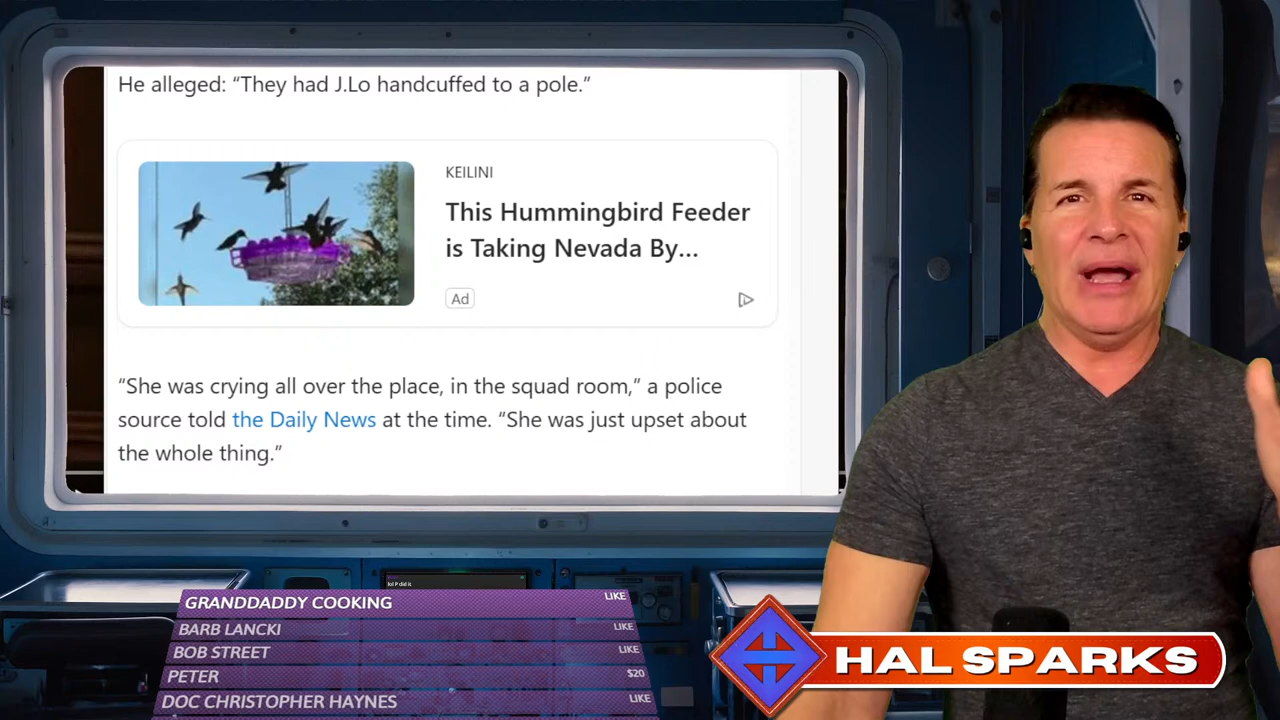 He alleged: “They had J.Lo handcuffed to a pole.”
KEILINI
This Hummingbird Feeder
is Taking Nevada By...
Ad
“She was crying all over the place, in the squad room,” a police
source told the Daily News at the time. “She was just upset about
the whole thing.”
lol P did it
GRANDDADDY COOKING LIKE
BARB LANCKI LIKE
BOB STREET LIKE
PETER $20
DOC CHRISTOPHER HAYNES LIKE
HAL SPARKS